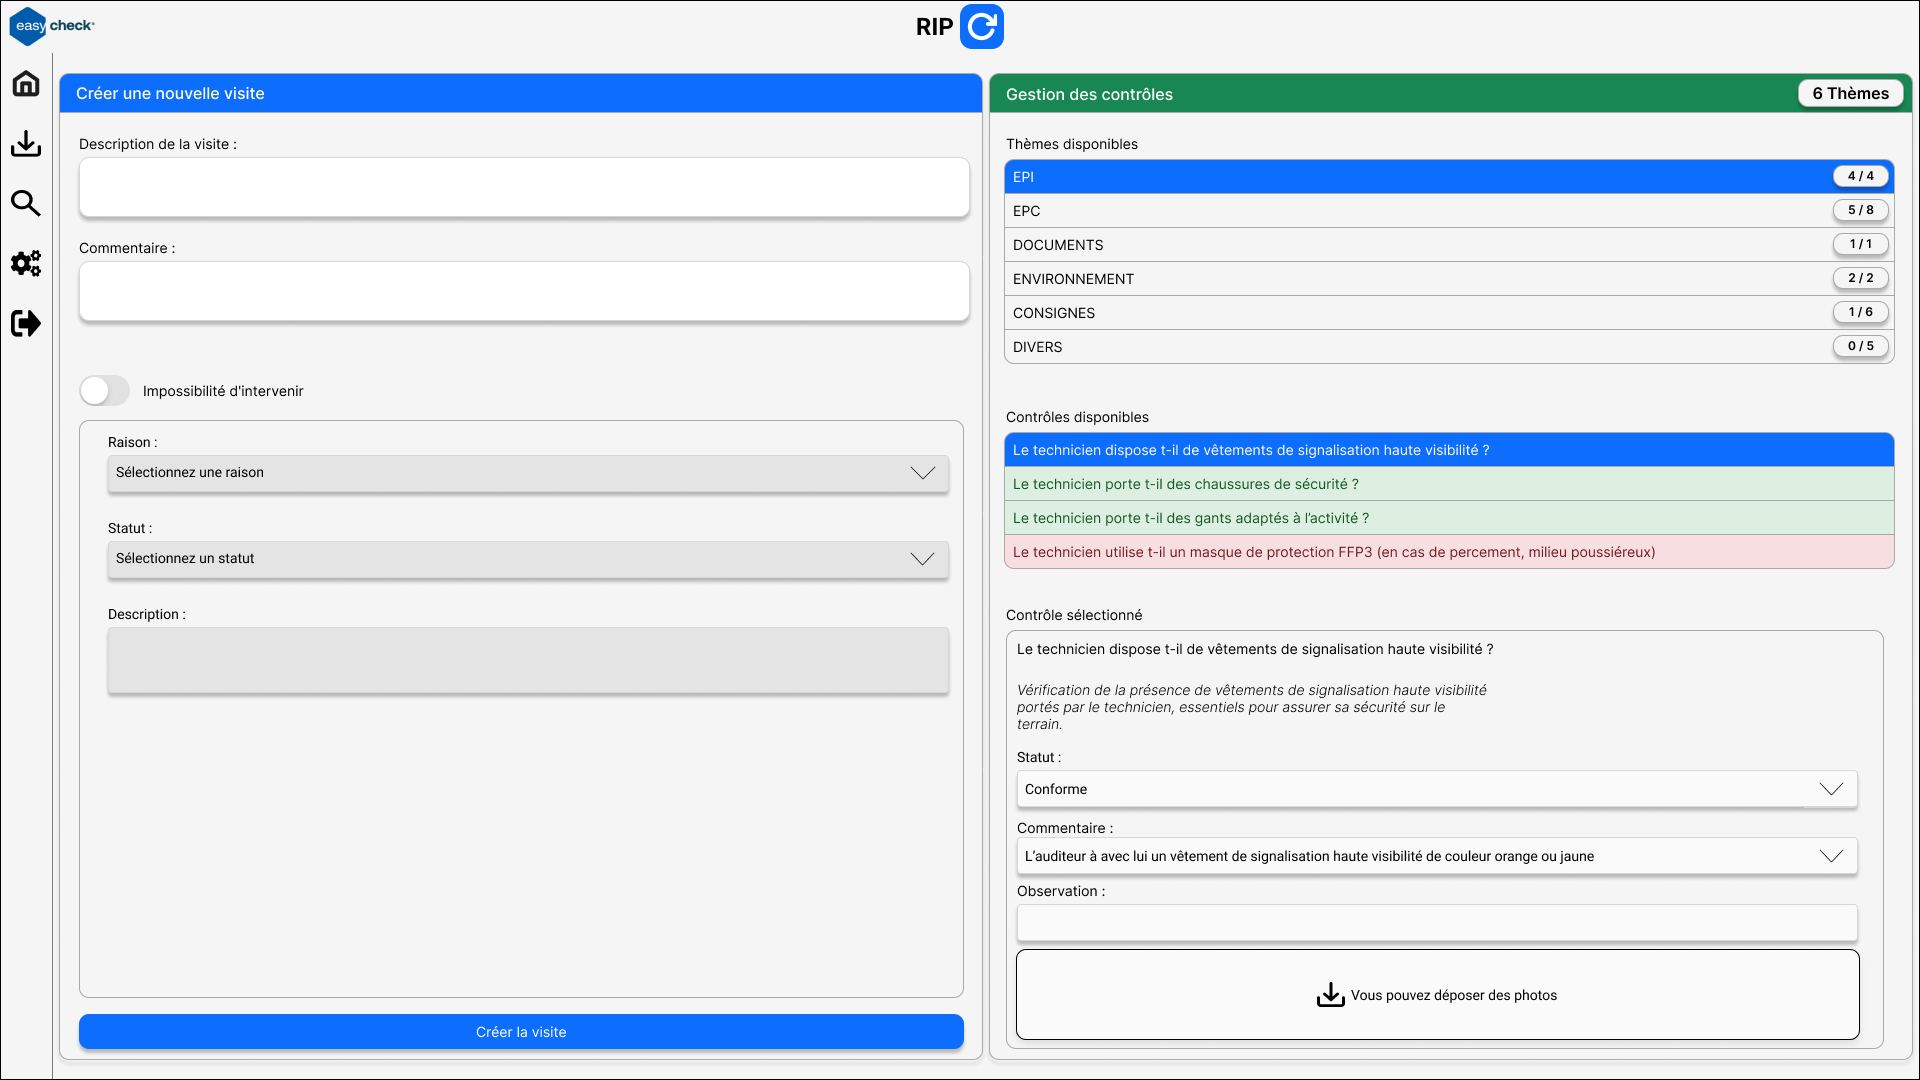 easy check
RIP
Créer une nouvelle visite
Description de la visite :
Commentaire :
Impossibilité d'intervenir
Raison :
Sélectionnez une raison
Statut :
Sélectionnez un statut
Description :
Créer la visite
Gestion des contrôles
6 Thèmes
Thèmes disponibles
EPI 4 / 4
EPC 5 / 8
DOCUMENTS 1 / 1
ENVIRONNEMENT 2 / 2
CONSIGNES 1 / 6
DIVERS 0 / 5
Contrôles disponibles
Le technicien dispose t-il de vêtements de signalisation haute visibilité ?
Le technicien porte t-il des chaussures de sécurité ?
Le technicien porte t-il des gants adaptés à l’activité ?
Le technicien utilise t-il un masque de protection FFP3 (en cas de percement, milieu poussiéreux)
Contrôle sélectionné
Le technicien dispose t-il de vêtements de signalisation haute visibilité ?
Vérification de la présence de vêtements de signalisation haute visibilité
portés par le technicien, essentiels pour assurer sa sécurité sur le
terrain.
Statut :
Conforme
Commentaire :
L’auditeur à avec lui un vêtement de signalisation haute visibilité de couleur orange ou jaune
Observation :
Vous pouvez déposer des photos